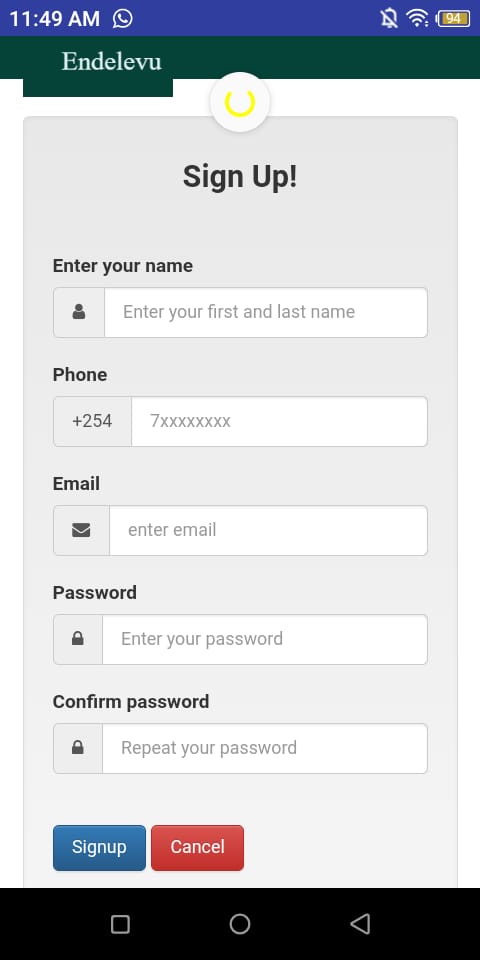 11:49 AM
94
Endelevu
Sign Up!
Enter your name
Enter your first and last name
Phone
+254
7xxxxxxxx
Email
enter email
Password
Enter your password
Confirm password
Repeat your password
Signup
Cancel